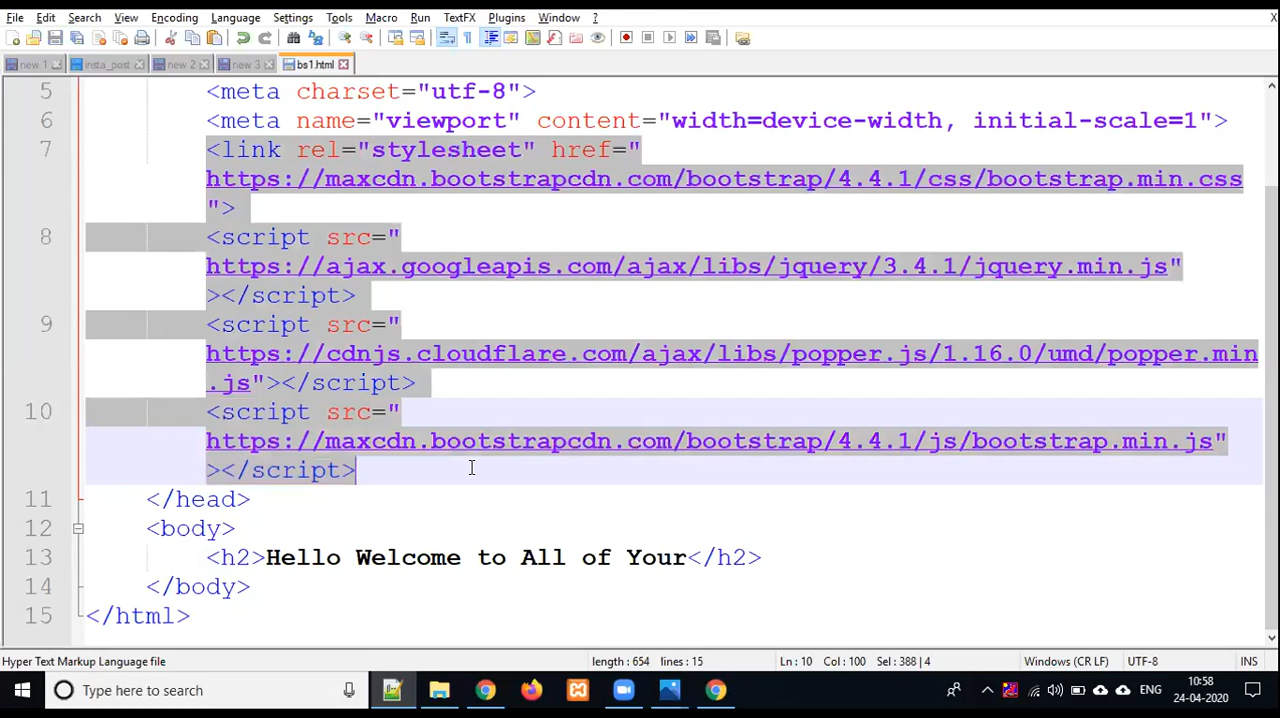 File Edit Search View Encoding Language Settings Tools Macro Run TextFX Plugins Window ? X
new 1 insta_post new 2 new 3 bs1.html
5 <meta charset="utf-8">
6 <meta name="viewport" content="width=device-width, initial-scale=1">
7 <link rel="stylesheet" href="
https://maxcdn.bootstrapcdn.com/bootstrap/4.4.1/css/bootstrap.min.css
">
8 <script src="
https://ajax.googleapis.com/ajax/libs/jquery/3.4.1/jquery.min.js"
></script>
9 <script src="
https://cdnjs.cloudflare.com/ajax/libs/popper.js/1.16.0/umd/popper.min
.js"></script>
10 <script src="
https://maxcdn.bootstrapcdn.com/bootstrap/4.4.1/js/bootstrap.min.js"
></script>
11 </head>
12 <body>
13 <h2>Hello Welcome to All of Your</h2>
14 </body>
15 </html>
Hyper Text Markup Language file length : 654 lines : 15 Ln : 10 Col : 100 Sel : 388 | 4 Windows (CR LF) UTF-8 INS
Type here to search ENG 10:58
24-04-2020